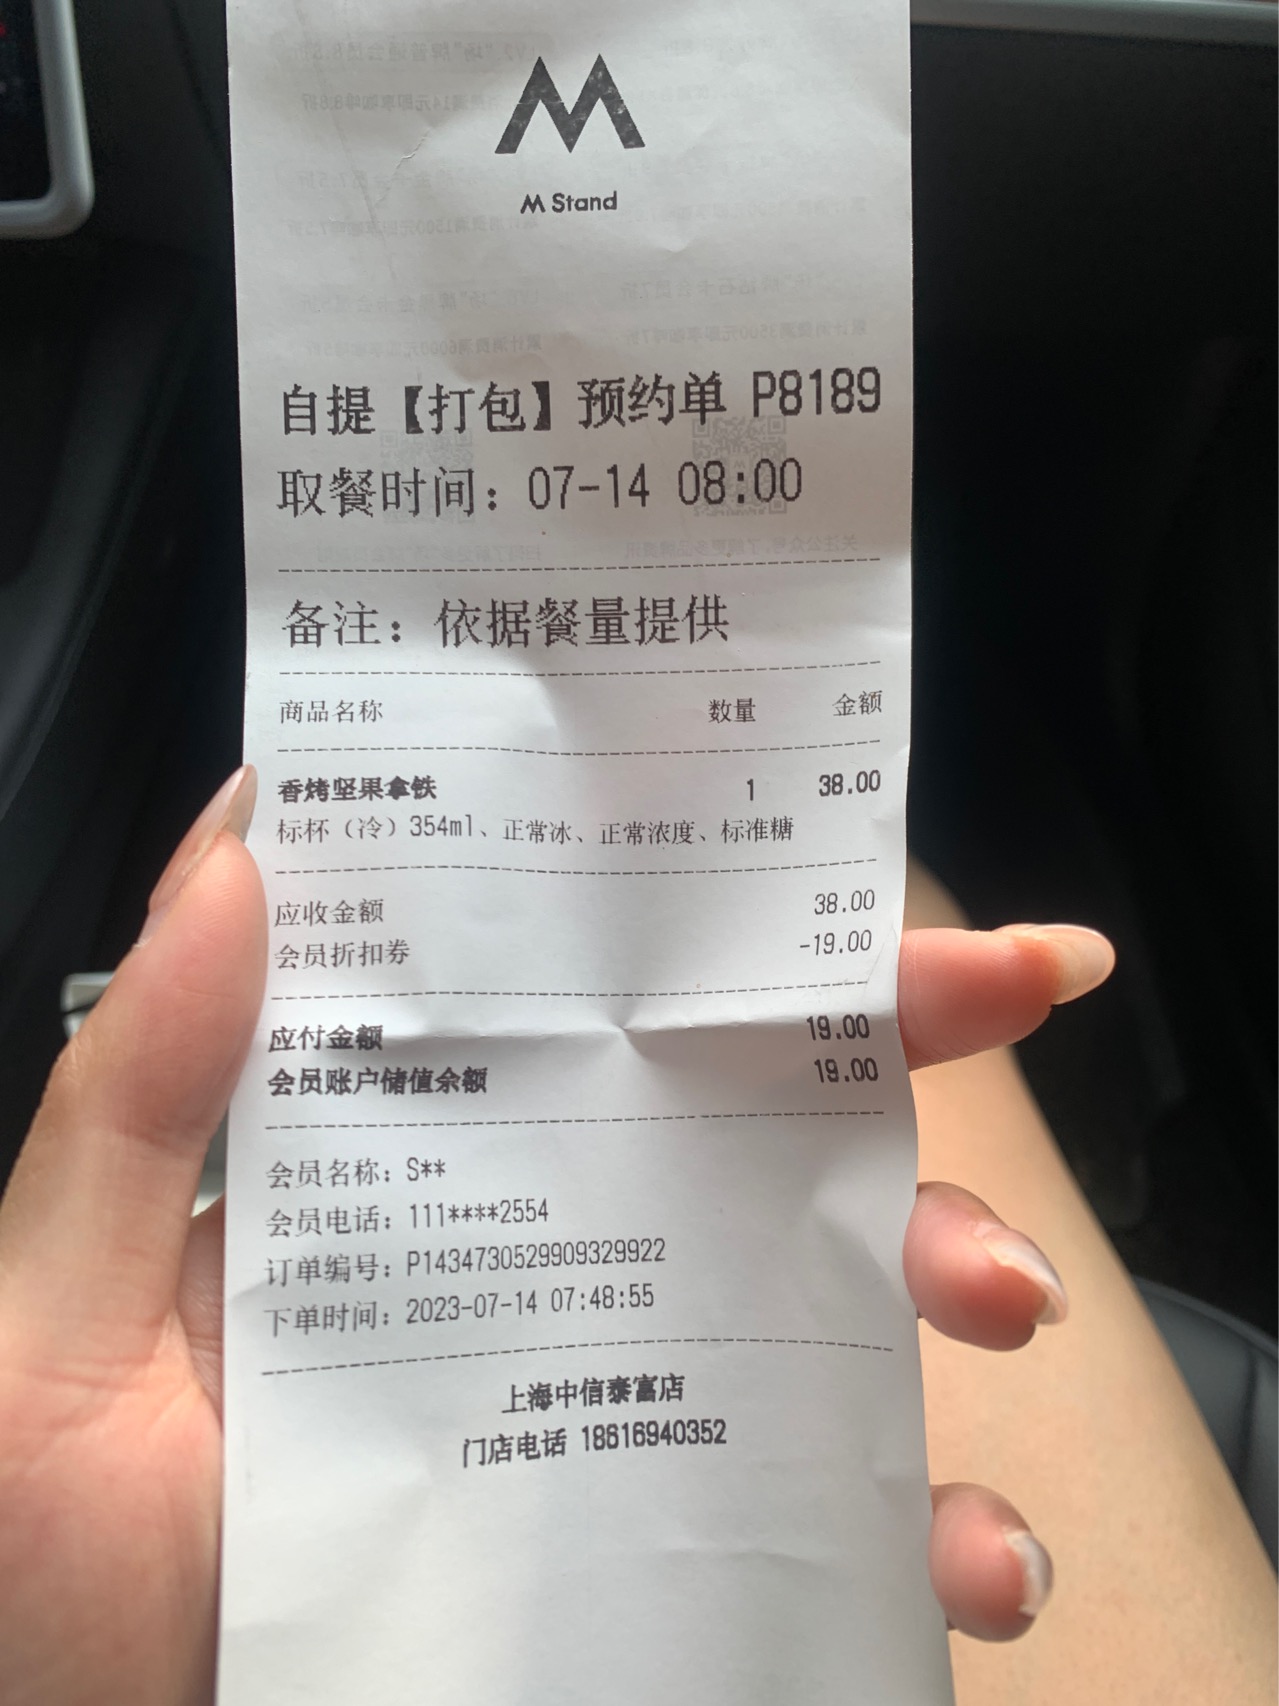 M Stand
自提【打包】预约单 P8189
取餐时间：07-14 08:00
备注：依据餐量提供
商品名称 数量 金额
香烤坚果拿铁 1 38.00
标杯（冷）354ml、正常冰、正常浓度、标准糖
应收金额 38.00
会员折扣券 -19.00
应付金额 19.00
会员账户储值余额 19.00
会员名称：S**
会员电话：111****2554
订单编号：P1434730529909329922
下单时间：2023-07-14 07:48:55
上海中信泰富店
门店电话 18616940352